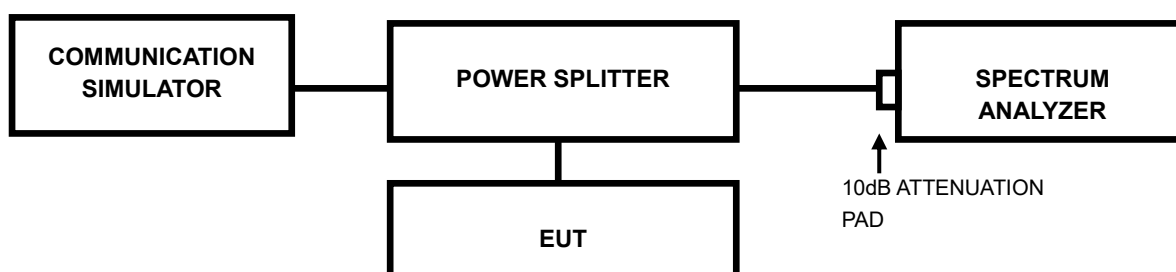 COMMUNICATION
SIMULATOR
POWER SPLITTER
SPECTRUM
ANALYZER
10dB ATTENUATION
PAD
EUT